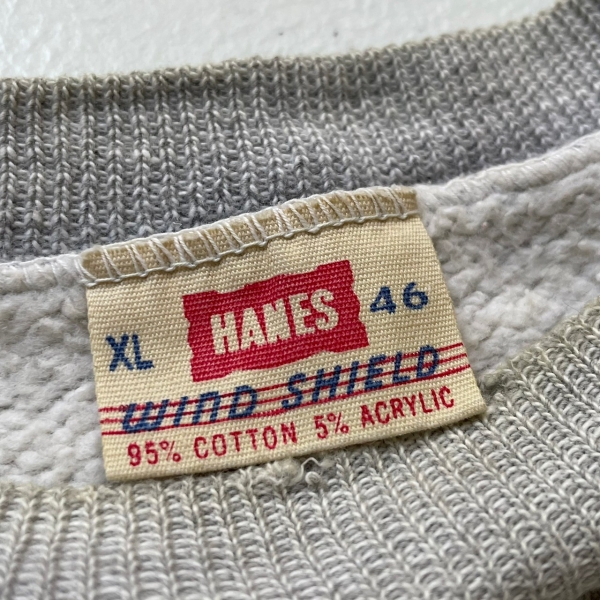 HANES
XL 46
WIND SHIELD
95% COTTON 5% ACRYLIC